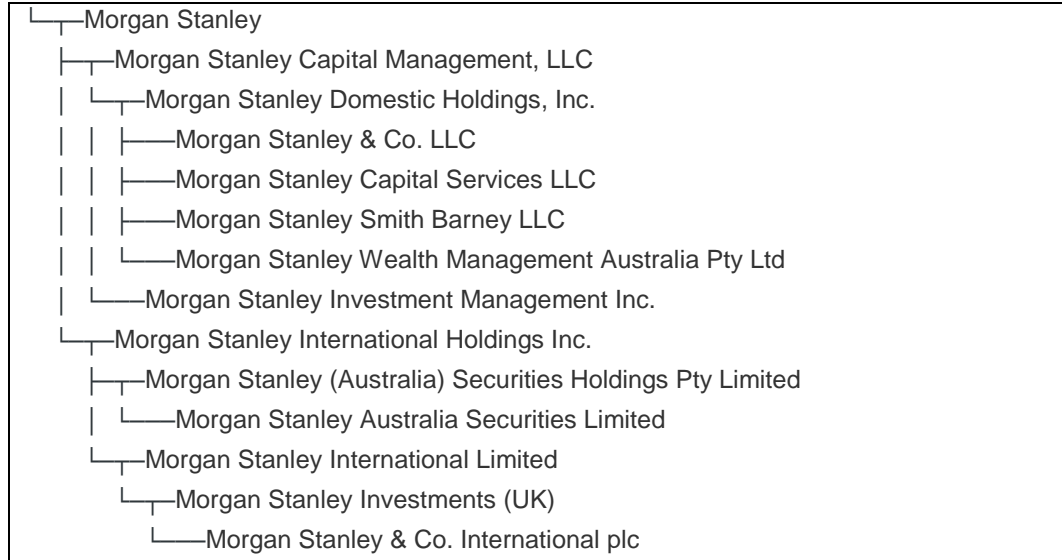 Morgan Stanley
Morgan Stanley Capital Management, LLC
Morgan Stanley Domestic Holdings, Inc.
Morgan Stanley & Co. LLC
Morgan Stanley Capital Services LLC
Morgan Stanley Smith Barney LLC
Morgan Stanley Wealth Management Australia Pty Ltd
Morgan Stanley Investment Management Inc.
Morgan Stanley International Holdings Inc.
Morgan Stanley (Australia) Securities Holdings Pty Limited
Morgan Stanley Australia Securities Limited
Morgan Stanley International Limited
Morgan Stanley Investments (UK)
Morgan Stanley & Co. International plc